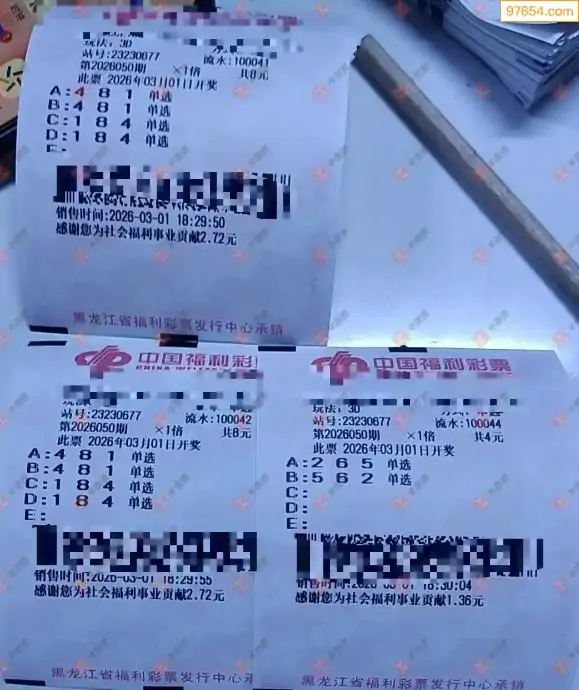 97654.com
玩法:3D
站号:23230677 流水:100041
第2026050期 ×1倍 共8元
此票 2026年03月01日开奖
A:4 8 1 单选
B:4 8 1 单选
C:1 8 4 单选
D:1 8 4 单选
E:
销售时间:2026-03-01 18:29:50
感谢您为社会福利事业贡献2.72元
黑龙江省福利彩票发行中心承销
中国福利彩
站号:23230677 流水:100042
第2026050期 ×1倍 共8元
此票 2026年03月01日开奖
A:4 8 1 单选
B:4 8 1 单选
C:1 8 4 单选
D:1 8 4 单选
E:
销售时间:2026-03-01 18:29:55
感谢您为社会福利事业贡献2.72元
黑龙江省福利彩票发行中心承
中国福利彩票
玩法:3D
站号:23230677 流水:100044
第2026050期 ×1倍 共4元
此票 2026年03月01日开奖
A:2 6 5 单选
B:5 6 2 单选
C:
D:
E:
销售时间:2026-03-01 18:30:04
感谢您为社会福利事业贡献1.36元
黑龙江省福利彩票发行中心承销